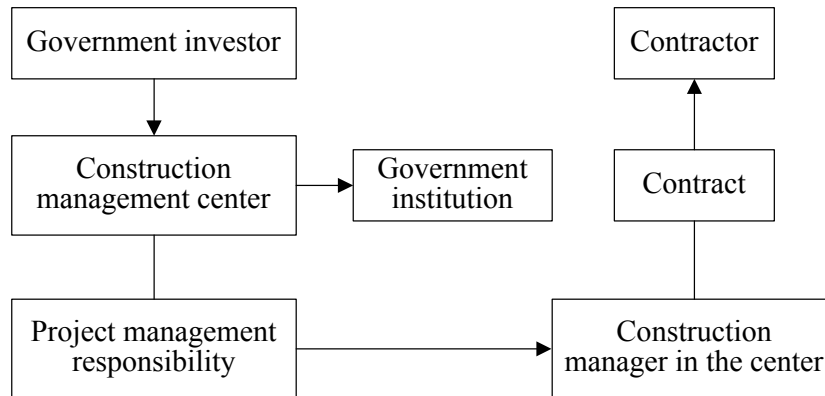 Government investor
Contractor
Construction
management center
Government
institution
Contract
Project management
responsibility
Construction
manager in the center